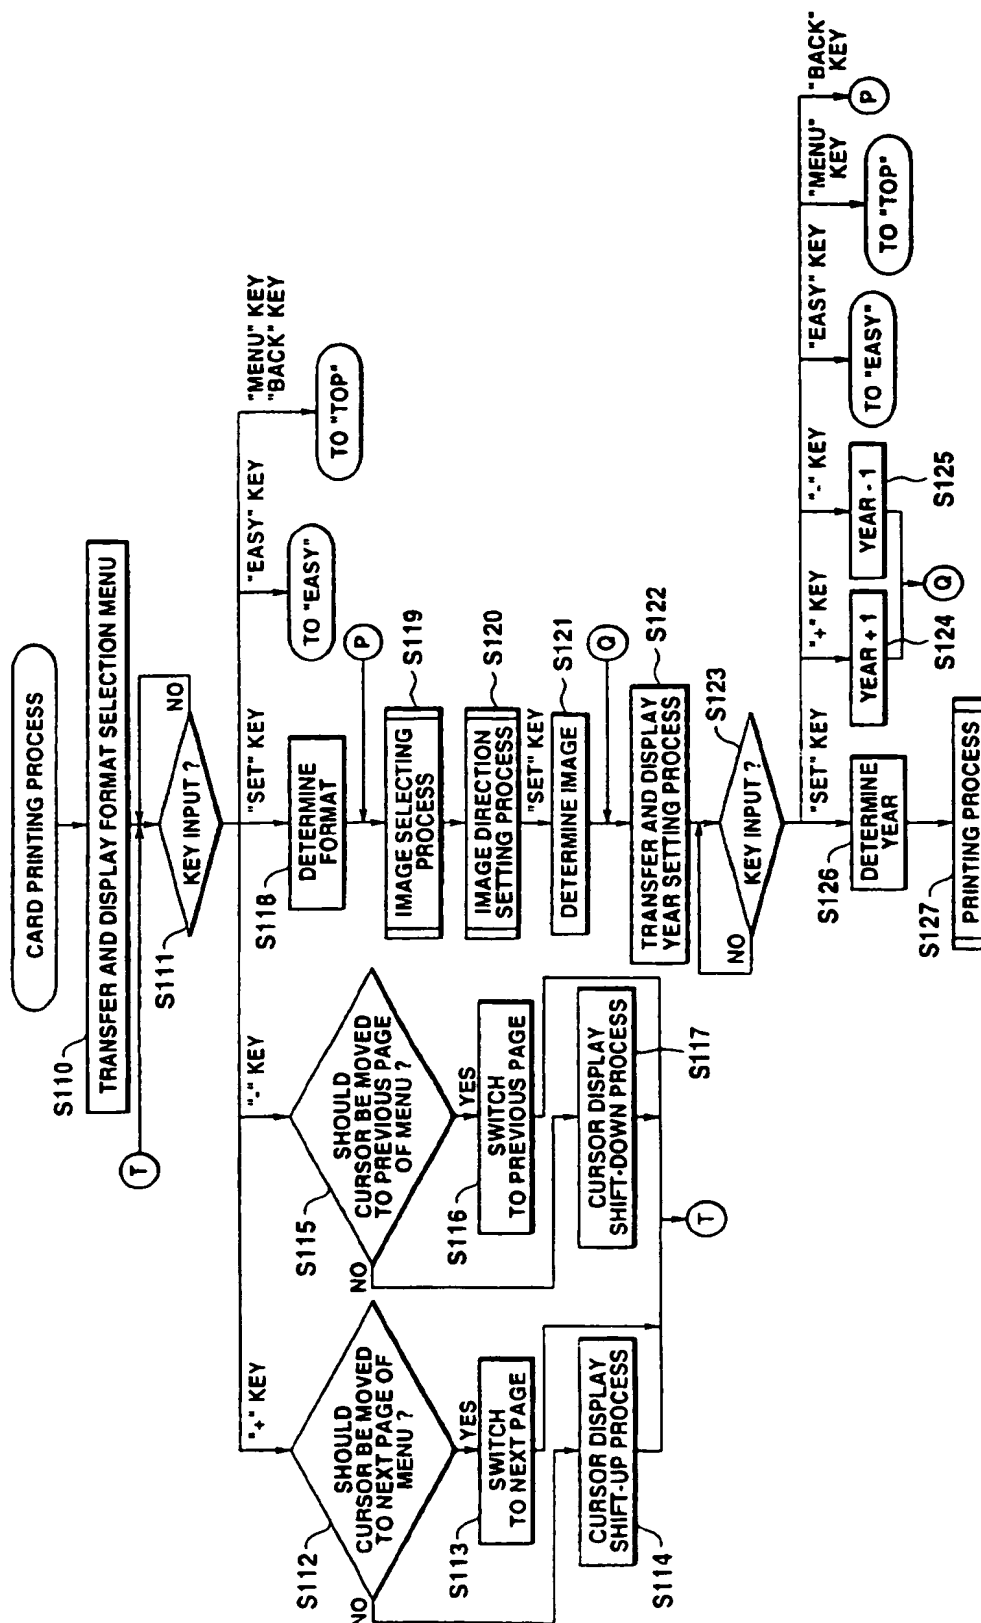 CARD PRINTING PROCESS
S110
TRANSFER AND DISPLAY FORMAT SELECTION MENU
T
NO
S111
KEY INPUT ?
"+" KEY
"-" KEY
"SET" KEY
"EASY" KEY
"MENU" KEY
"BACK" KEY
S112
SHOULD
CURSOR BE MOVED
TO NEXT PAGE OF
MENU ?
NO
YES
S113
SWITCH
TO NEXT PAGE
S114
CURSOR DISPLAY
SHIFT-UP PROCESS
S115
SHOULD
CURSOR BE MOVED
TO PREVIOUS PAGE
OF MENU ?
NO
YES
S116
SWITCH
TO PREVIOUS PAGE
CURSOR DISPLAY
SHIFT-DOWN PROCESS
S117
T
S118
DETERMINE
FORMAT
TO "EASY"
TO "TOP"
P
S119
IMAGE SELECTING
PROCESS
S120
IMAGE DIRECTION
SETTING PROCESS
"SET" KEY
S121
DETERMINE IMAGE
Q
S122
TRANSFER AND DISPLAY
YEAR SETTING PROCESS
S123
NO
KEY INPUT ?
"SET" KEY
"+" KEY
"-" KEY
"EASY" KEY
"MENU"
KEY
"BACK"
KEY
S126
DETERMINE
YEAR
YEAR + 1
S124
YEAR - 1
S125
TO "EASY"
TO "TOP"
P
Q
S127
PRINTING PROCESS